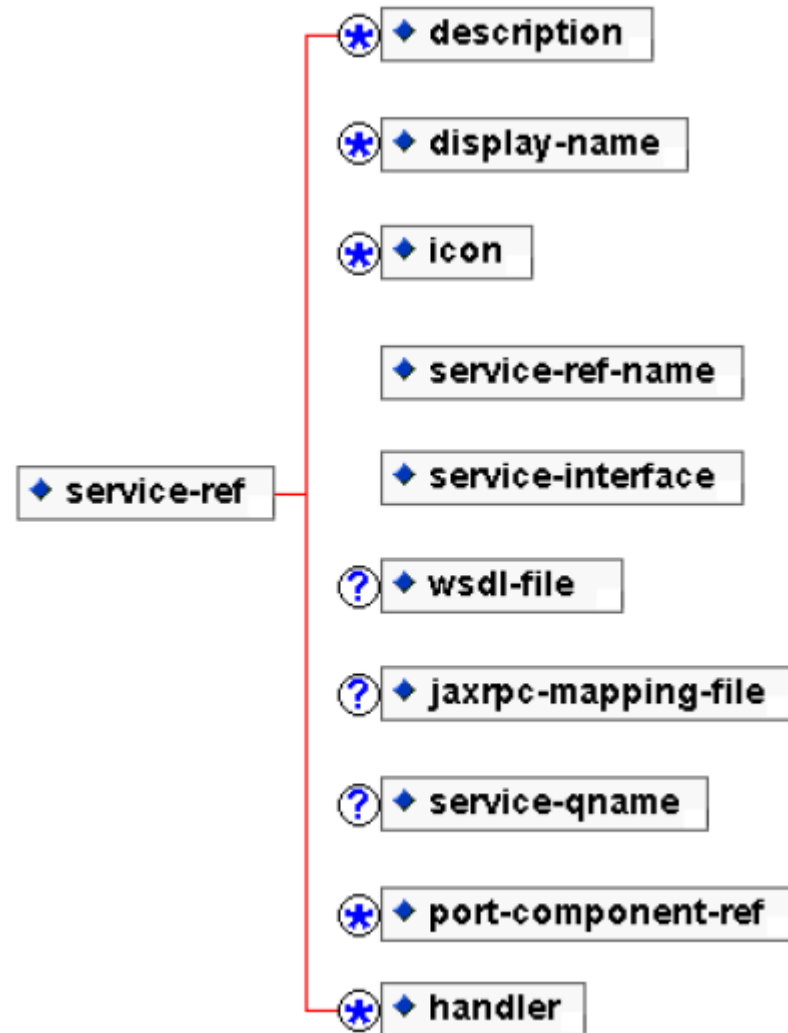 * description
* display-name
* icon
service-ref-name
service-interface
service-ref
? wsdl-file
? jaxrpc-mapping-file
? service-qname
* port-component-ref
* handler